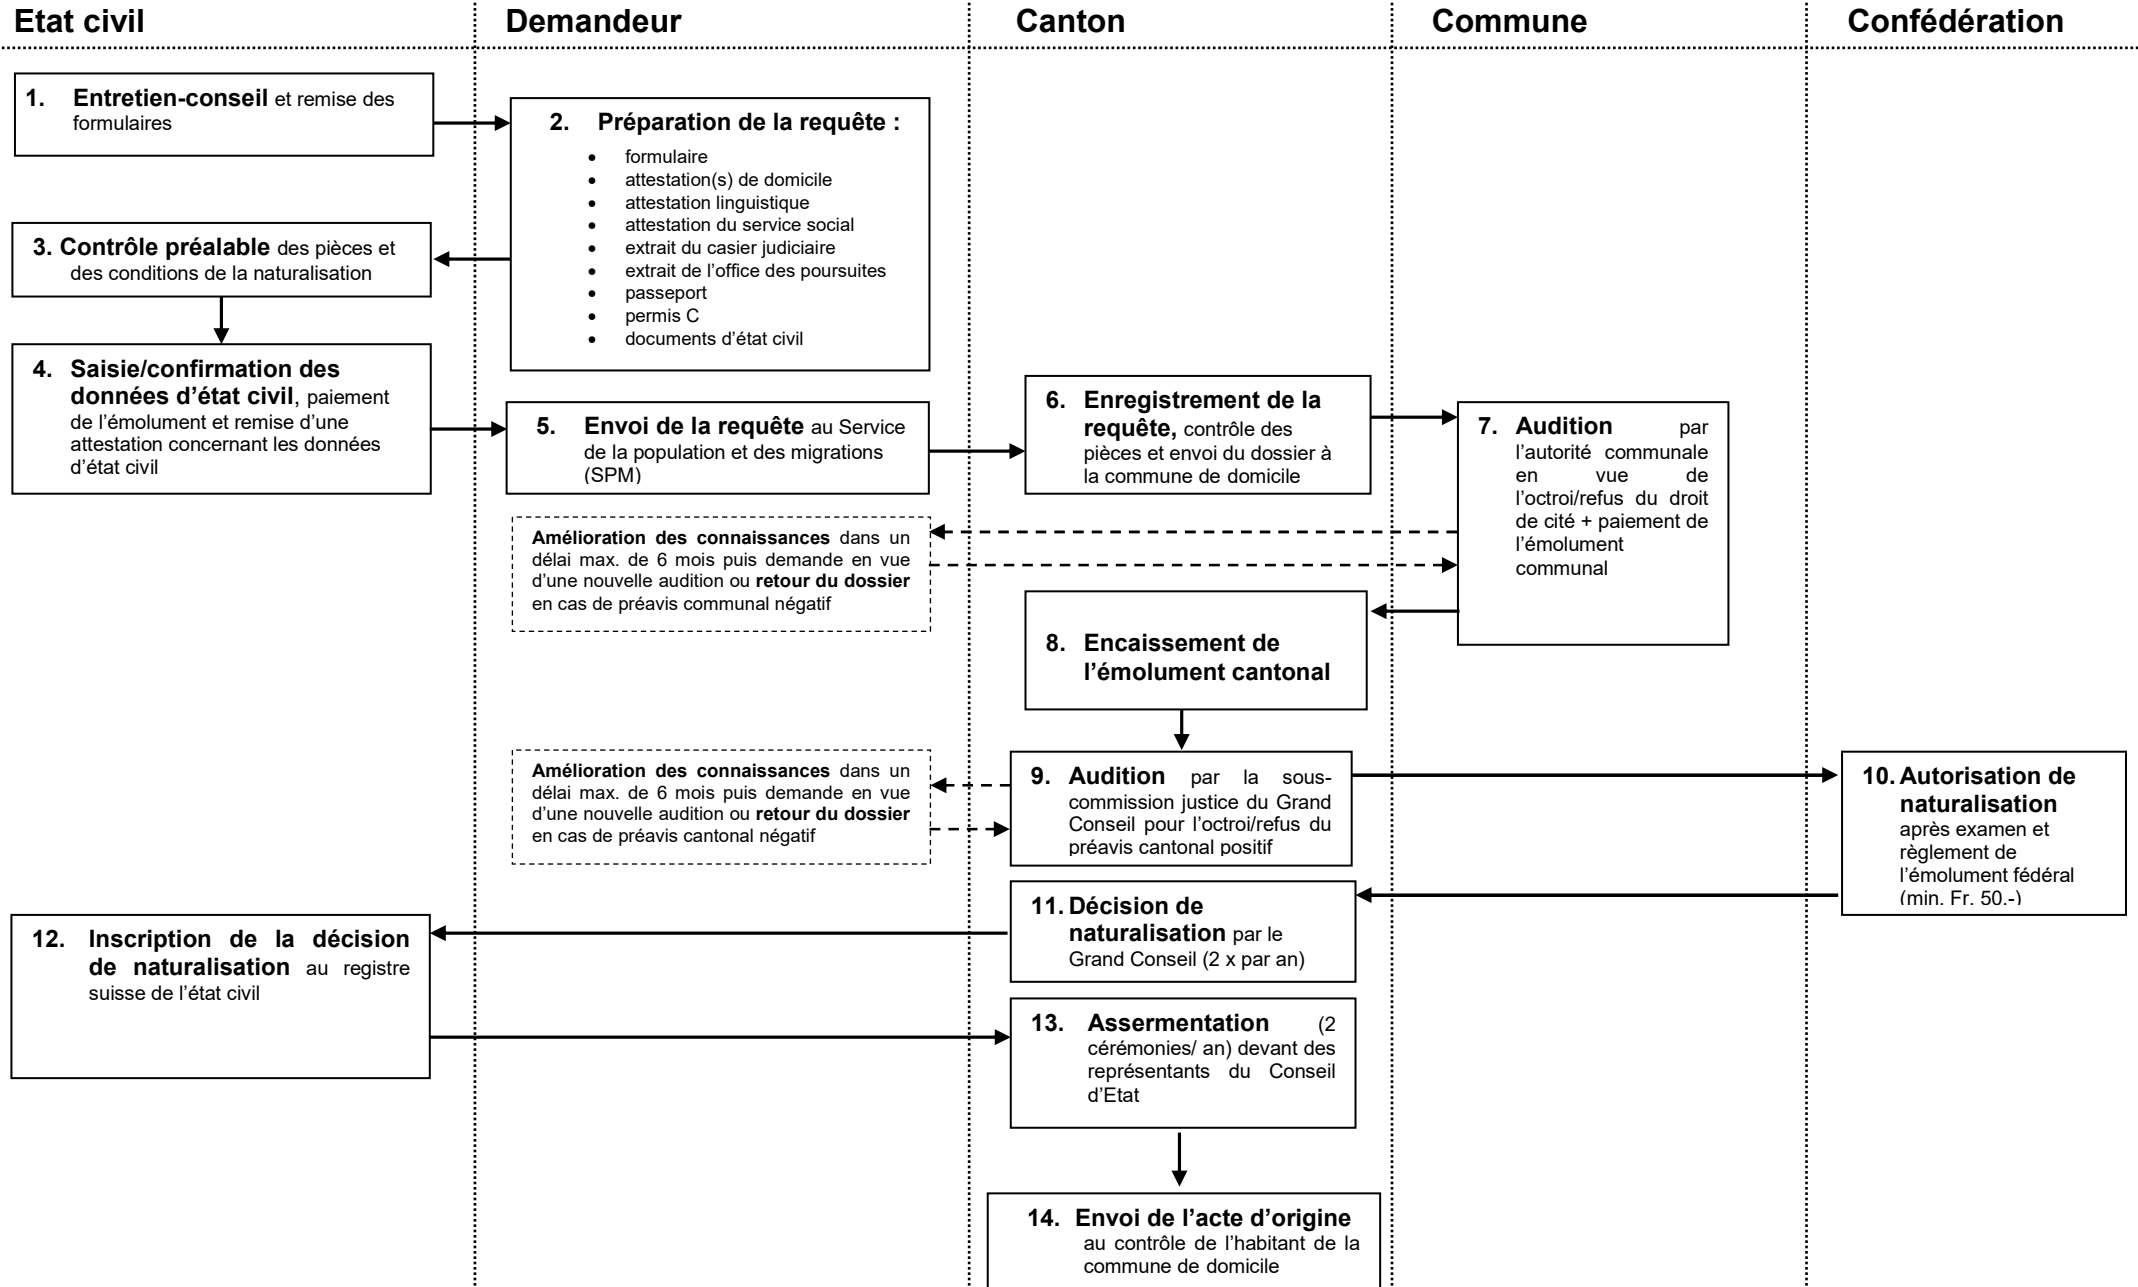 Etat civil
Demandeur
Canton
Commune
Confédération
1. Entretien-conseil et remise des
formulaires
2. Préparation de la requête :
• formulaire
• attestation(s) de domicile
• attestation linguistique
• attestation du service social
• extrait du casier judiciaire
• extrait de l’office des poursuites
• passeport
• permis C
• documents d’état civil
3. Contrôle préalable des pièces et
des conditions de la naturalisation
4. Saisie/confirmation des
données d’état civil, paiement
de l’émolument et remise d’une
attestation concernant les données
d’état civil
5. Envoi de la requête au Service
de la population et des migrations
(SPM)
6. Enregistrement de la
requête, contrôle des
pièces et envoi du dossier à
la commune de domicile
7. Audition par
l’autorité communale
en vue de
l’octroi/refus du droit
de cité + paiement de
l’émolument
communal
Amélioration des connaissances dans un
délai max. de 6 mois puis demande en vue
d’une nouvelle audition ou retour du dossier
en cas de préavis communal négatif
8. Encaissement de
l’émolument cantonal
Amélioration des connaissances dans un
délai max. de 6 mois puis demande en vue
d’une nouvelle audition ou retour du dossier
en cas de préavis cantonal négatif
9. Audition par la sous-
commission justice du Grand
Conseil pour l’octroi/refus du
préavis cantonal positif
10. Autorisation de
naturalisation
après examen et
règlement de
l’émolument fédéral
(min. Fr. 50.-)
11. Décision de
naturalisation par le
Grand Conseil (2 x par an)
12. Inscription de la décision
de naturalisation au registre
suisse de l’état civil
13. Assermentation (2
cérémonies/ an) devant des
représentants du Conseil
d’Etat
14. Envoi de l’acte d’origine
au contrôle de l’habitant de la
commune de domicile